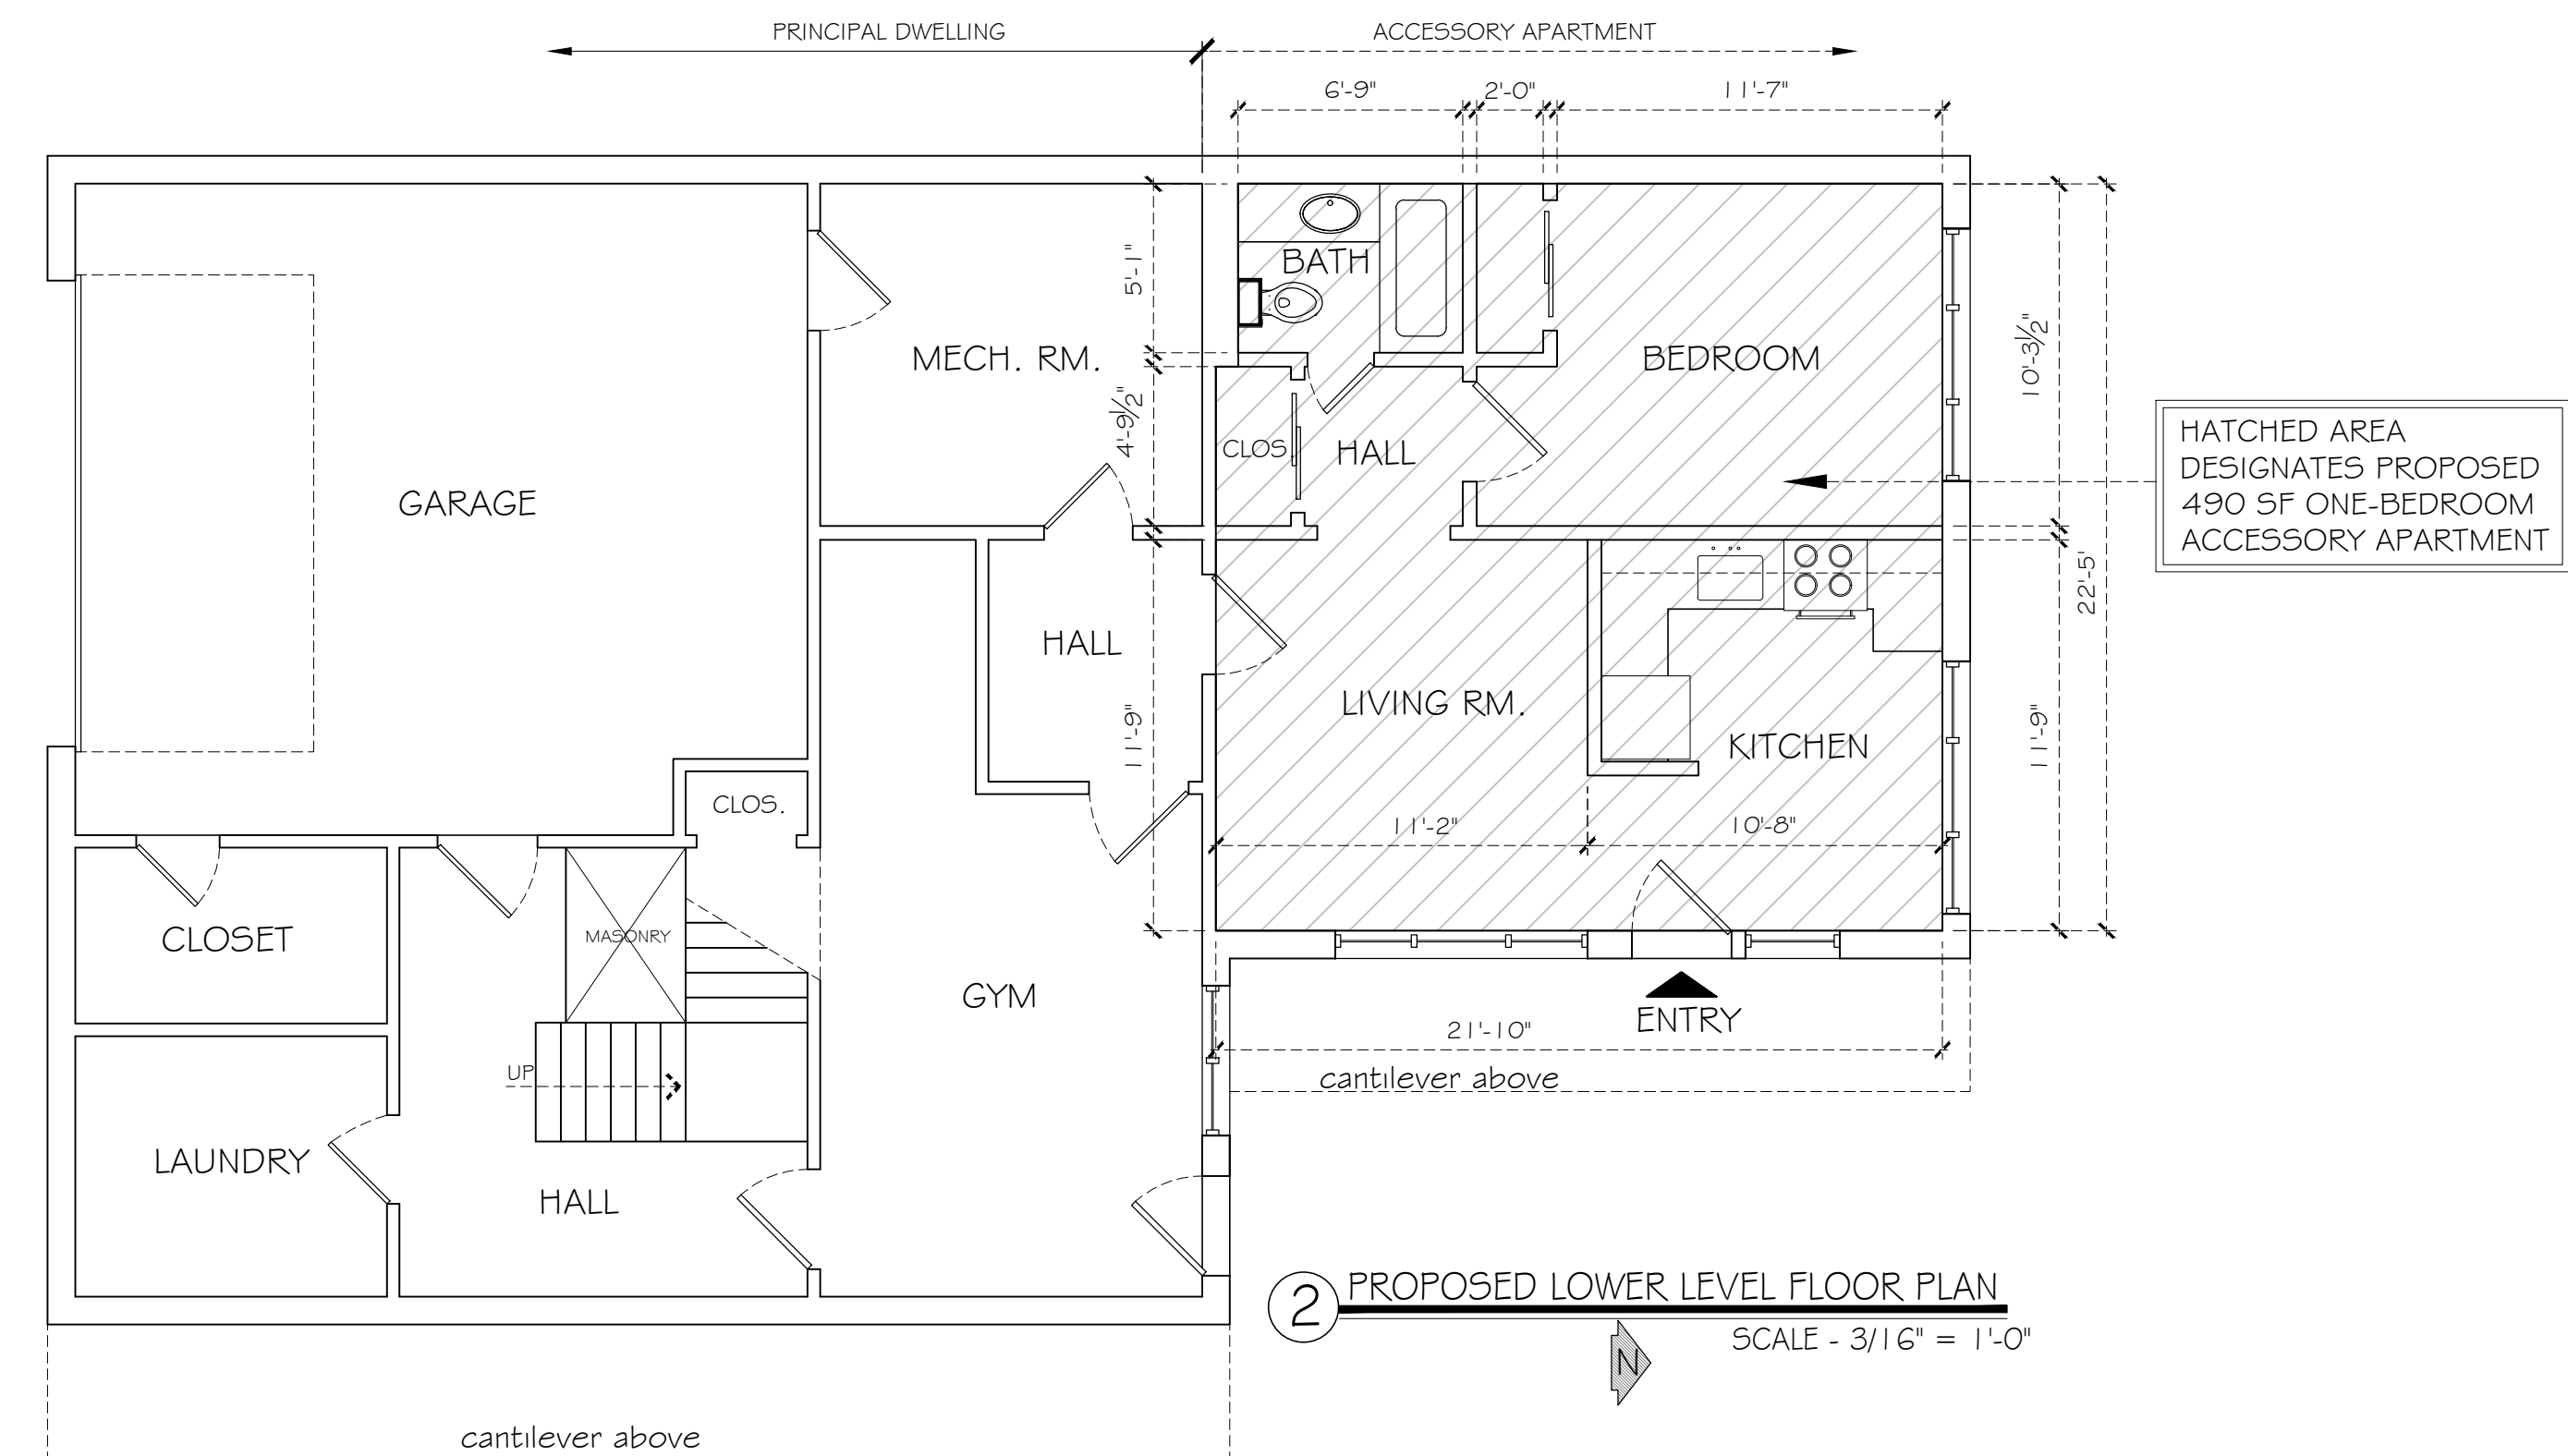 PRINCIPAL DWELLING
ACCESSORY APARTMENT
6'-9"
2'-0"
11'-7"
5'-1"
BATH
MECH. RM.
BEDROOM
10'-3½"
4'-9½"
CLOS.
HALL
GARAGE
HATCHED AREA
DESIGNATES PROPOSED
490 SF ONE-BEDROOM
ACCESSORY APARTMENT
22'-5'
HALL
LIVING RM.
11'-9"
KITCHEN
11'-9"
CLOS.
11'-2"
10'-8"
CLOSET
MASONRY
GYM
ENTRY
21'-10"
UP
cantilever above
LAUNDRY
HALL
2
PROPOSED LOWER LEVEL FLOOR PLAN
SCALE - 3/16" = 1'-0"
N
cantilever above